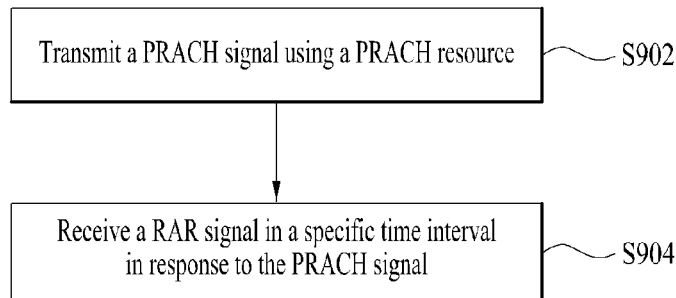 Transmit a PRACH signal using a PRACH resource
S902
Receive a RAR signal in a specific time interval
in response to the PRACH signal
S904